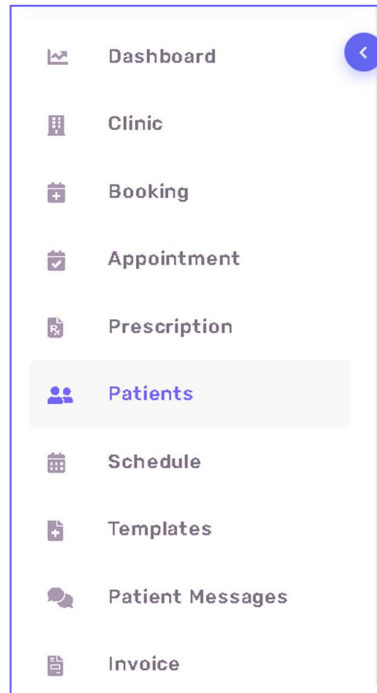 Dashboard
Clinic
Booking
Appointment
Prescription
Patients
Schedule
Templates
Patient Messages
Invoice